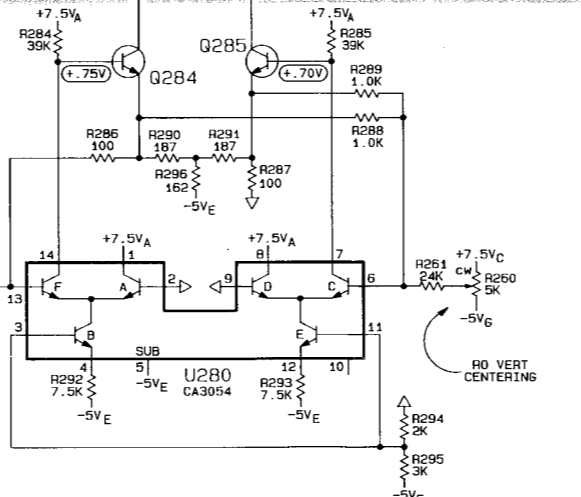 +7.5VA
+7.5VA
R284
39K
+.75V
Q284
Q285
+.70V
R285
39K
R289
1.0K
R288
1.0K
R286
100
R290
187
R291
187
R296
162
-5VE
R287
100
14
+7.5VA
1
+7.5VA
8
7
13
F
A
2
9
D
C
6
R261
24K
+7.5VC
CW
R260
5K
-5VG
3
B
E
11
4
SUB
5
-5VE
U280
CA3054
12
10
R292
7.5K
-5VE
R293
7.5K
-5VE
RO VERT
CENTERING
R294
2K
R295
3K